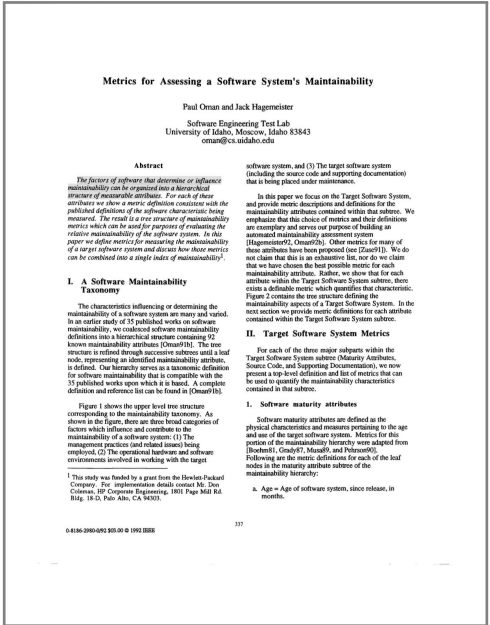 Metrics for Assessing a Software System's Maintainability
Paul Oman and Jack Hagemeister
Software Engineering Test Lab
University of Idaho, Moscow, Idaho 83843
oman@cs.uidaho.edu
Abstract
The factors of software that determine or influence
maintainability can be organized into a hierarchical
structure of measurable attributes. For each of these
attributes we show a metric definition consistent with the
published definitions of the software characteristic being
measured. The result is a tree structure of maintainability
metrics which can be used for purposes of evaluating the
relative maintainability of the software system. In this
paper we define metrics for measuring the maintainability
of a target software system and discuss how those metrics
can be combined into a single index of maintainability1.
I. A Software Maintainability
Taxonomy
The characteristics influencing or determining the
maintainability of a system are many and varied.
In an earlier study of 35 published works on software
maintainability, we coalesced software maintainability
definitions into a hierarchical structure containing 92
known maintainability attributes [Oman91b]. The tree
structure is refined through successive subtrees until a leaf
node, representing an identified maintainability attribute,
is defined. Our hierarchy serves as a taxonomic definition
for software maintainability that is compatible with the
35 published works upon which it is based. A complete
definition and reference list can be found in [Oman91b].
Figure 1 shows the upper level tree structure
corresponding to the maintainability taxonomy. As
shown in the figure, there are three broad categories of
factors which influence and contribute to the
maintainability of a software system: (1) The
management practices (and related issues) being
employed, (2) The operational hardware and software
environments involved in working with the target
1 This study was funded by a grant from the Hewlett-Packard
Company. For implementation details contact Mr. Don
Coleman, HP Corporate Engineering, 1801 Page Mill Rd.
Bldg. 18-D, Palo Alto, CA 94303.
software system, and (3) The target software system
(including the source code and supporting documentation)
that is being placed under maintenance.
In this paper we focus on the Target Software System,
and provide metric descriptions and definitions for the
maintainability attributes contained within that subtree. We
emphasize that this choice of metrics and their definitions
are exemplary and serves our purpose of building an
automated maintainability assessment system
[Hagemeister92, Oman92b]. Other metrics for many of
these attributes have been proposed (see [Zuse91]). We do
not claim that this is an exhaustive list, nor do we claim
that we have chosen the best possible metric for each
maintainability attribute. Rather, we show that for each
attribute within the Target Software System subtree, there
exists a definable metric which quantifies that characteristic.
Figure 2 contains the tree structure defining the
maintainability aspects of a Target Software System. In the
next section we provide metric definitions for each attribute
contained within the Target Software System subtree.
II. Target Software System Metrics
For each of the three major subparts within the
Target Software System subtree (Maturity Attributes,
Source Code, and Supporting Documentation), we now
present a top-level definition and list of metrics that can
be used to quantify the maintainability characteristics
contained in that subtree.
1. Software maturity attributes
Software maturity attributes are defined as the
physical characteristics and measures pertaining to the age
and use of the target software system. Metrics for this
portion of the maintainability hierarchy were adapted from
[Boehm81, Grady87, Musa89, and Pehrson90].
Following are the metric definitions for each of the leaf
nodes in the maturity attribute subtree of the
maintainability hierarchy:
a. Age = Age of software system, since release, in
months.
337
0-8186-2980-0/92 $03.00 © 1992 IEEE